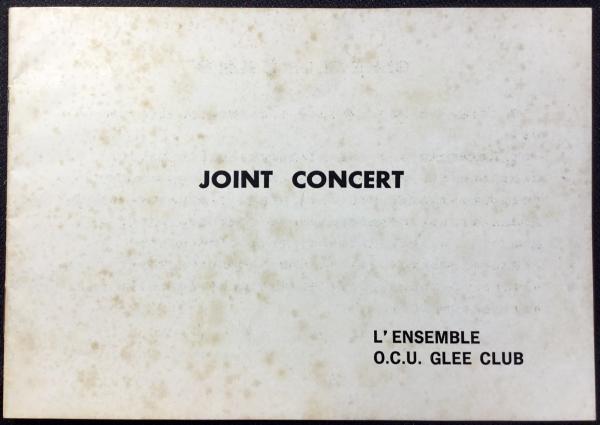 JOINT CONCERT
L' ENSEMBLE
O.C.U. GLEE CLUB